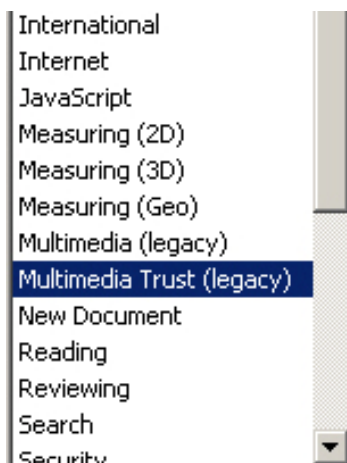 International
Internet
JavaScript
Measuring (2D)
Measuring (3D)
Measuring (Geo)
Multimedia (legacy)
Multimedia Trust (legacy)
New Document
Reading
Reviewing
Search
Security